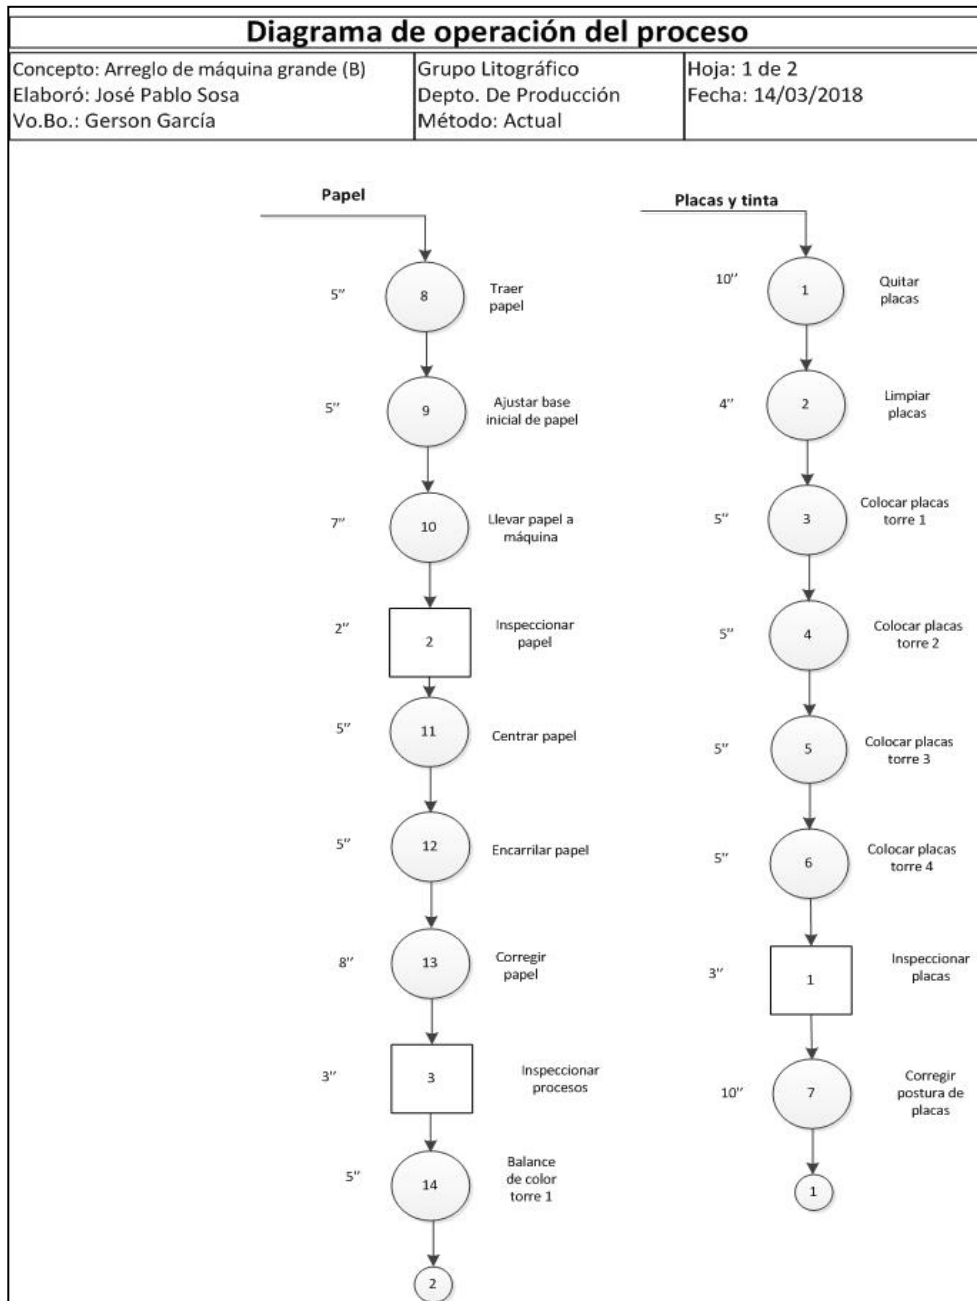 Diagrama de operación del proceso
Concepto: Arreglo de máquina grande (B)
Elaboró: José Pablo Sosa
Vo.Bo.: Gerson García
Grupo Litográfico
Depto. De Producción
Método: Actual
Hoja: 1 de 2
Fecha: 14/03/2018
Papel
5’’
8
Traer
papel
5’’
9
Ajustar base
inicial de papel
7’’
10
Llevar papel a
máquina
2’’
2
Inspeccionar
papel
5’’
11
Centrar papel
5’’
12
Encarrilar papel
8’’
13
Corregir
papel
3’’
3
Inspeccionar
procesos
5’’
14
Balance
de color
torre 1
2
Placas y tinta
10’’
1
Quitar
placas
4’’
2
Limpiar
placas
5’’
3
Colocar placas
torre 1
5’’
4
Colocar placas
torre 2
5’’
5
Colocar placas
torre 3
5’’
6
Colocar placas
torre 4
3’’
1
Inspeccionar
placas
10’’
7
Corregir
postura de
placas
1